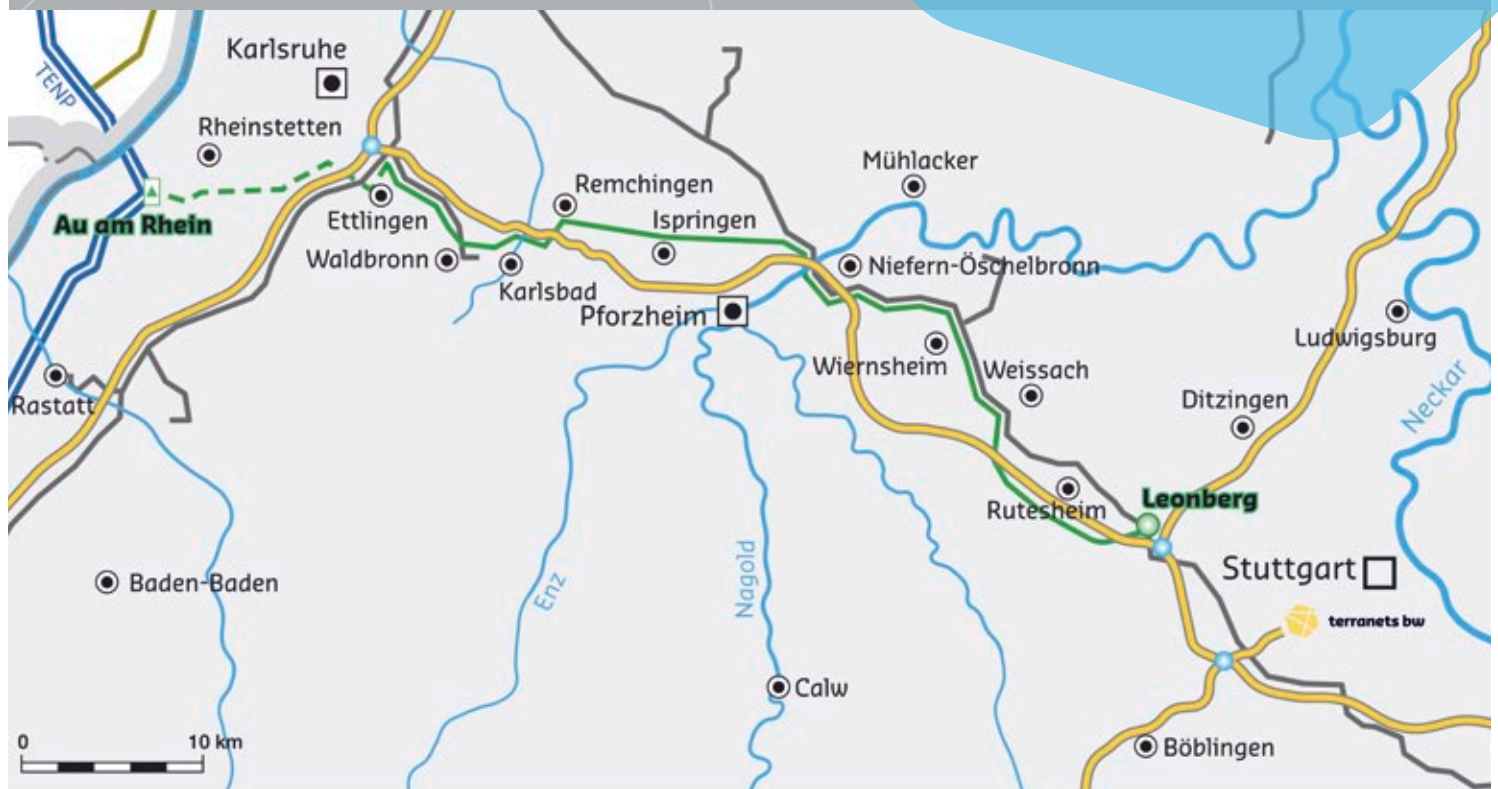 Karlsruhe
TENP
Rheinstetten
Mühlacker
Remchingen
Au am Rhein
Ettlingen
Ispringen
Waldbronn
Niefern-Öschelbronn
Karlsbad
Pforzheim
Ludwigsburg
Wiernsheim
Weissach
Rastatt
Ditzingen
Neckar
Rutesheim
Leonberg
Stuttgart
Baden-Baden
Enz
Nagold
terranets bw
Calw
0 10 km
Böblingen